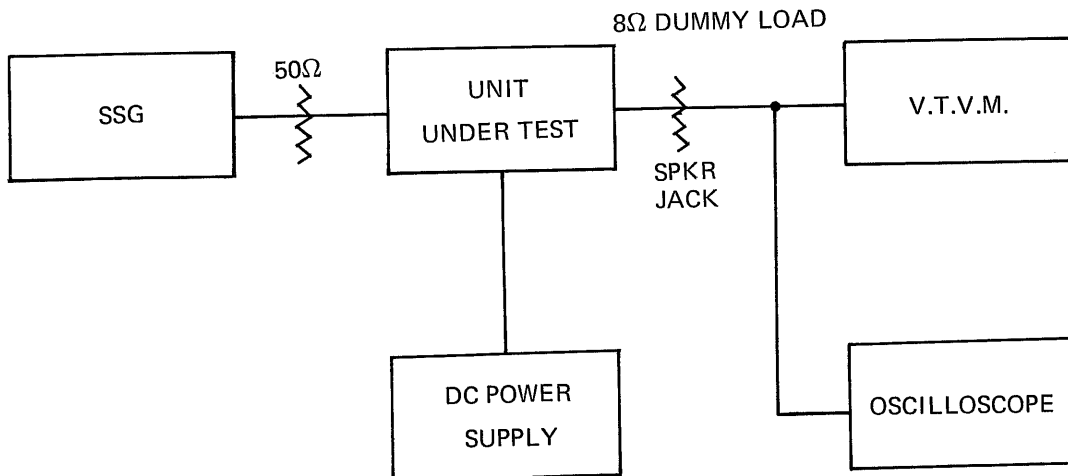 8Ω DUMMY LOAD
50Ω
SSG
UNIT
UNDER TEST
V.T.V.M.
SPKR
JACK
DC POWER
SUPPLY
OSCILLOSCOPE